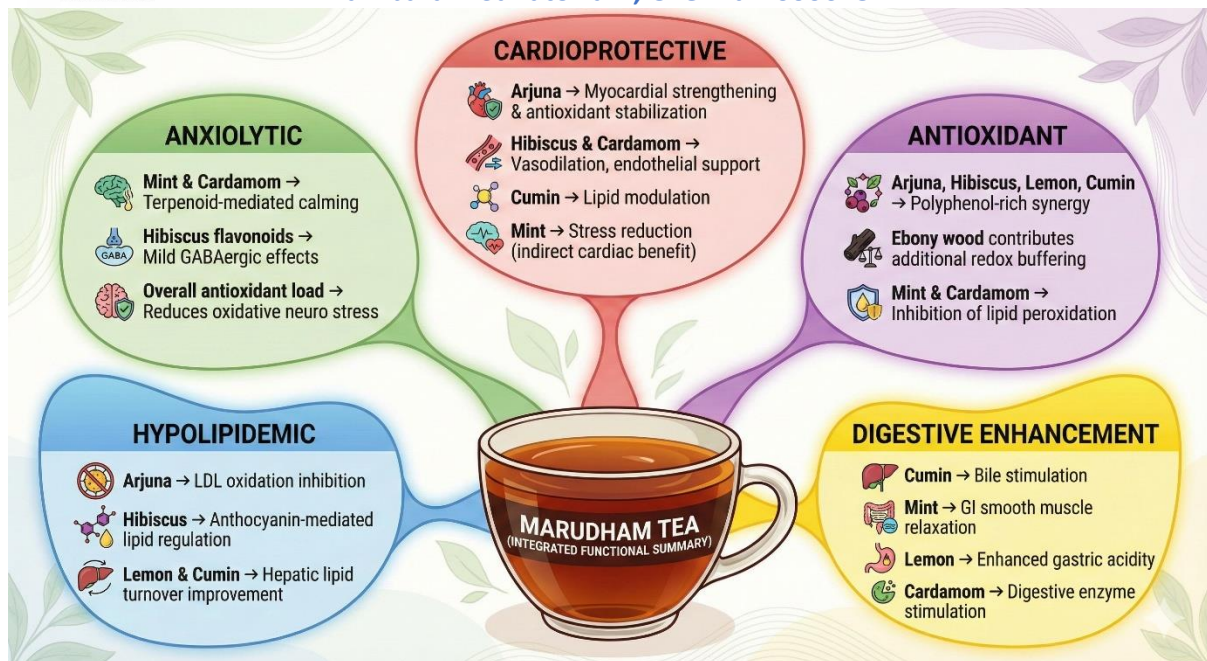 CARDIOPROTECTIVE
Arjuna → Myocardial strengthening
& antioxidant stabilization
Hibiscus & Cardamom →
Vasodilation, endothelial support
Cumin → Lipid modulation
Mint → Stress reduction
(indirect cardiac benefit)
ANXIOLYTIC
Mint & Cardamom →
Terpenoid-mediated calming
Hibiscus flavonoids →
Mild GABAergic effects
GABA
Overall antioxidant load →
Reduces oxidative neuro stress
ANTIOXIDANT
Arjuna, Hibiscus, Lemon, Cumin
→ Polyphenol-rich synergy
Ebony wood contributes
additional redox buffering
Mint & Cardamom →
Inhibition of lipid peroxidation
HYPOLIPIDEMIC
Arjuna → LDL oxidation inhibition
Hibiscus → Anthocyanin-mediated
lipid regulation
Lemon & Cumin → Hepatic lipid
turnover improvement
MARUDHAM TEA
(INTEGRATED FUNCTIONAL SUMMARY)
DIGESTIVE ENHANCEMENT
Cumin → Bile stimulation
Mint → GI smooth muscle
relaxation
Lemon → Enhanced gastric acidity
Cardamom → Digestive enzyme
stimulation